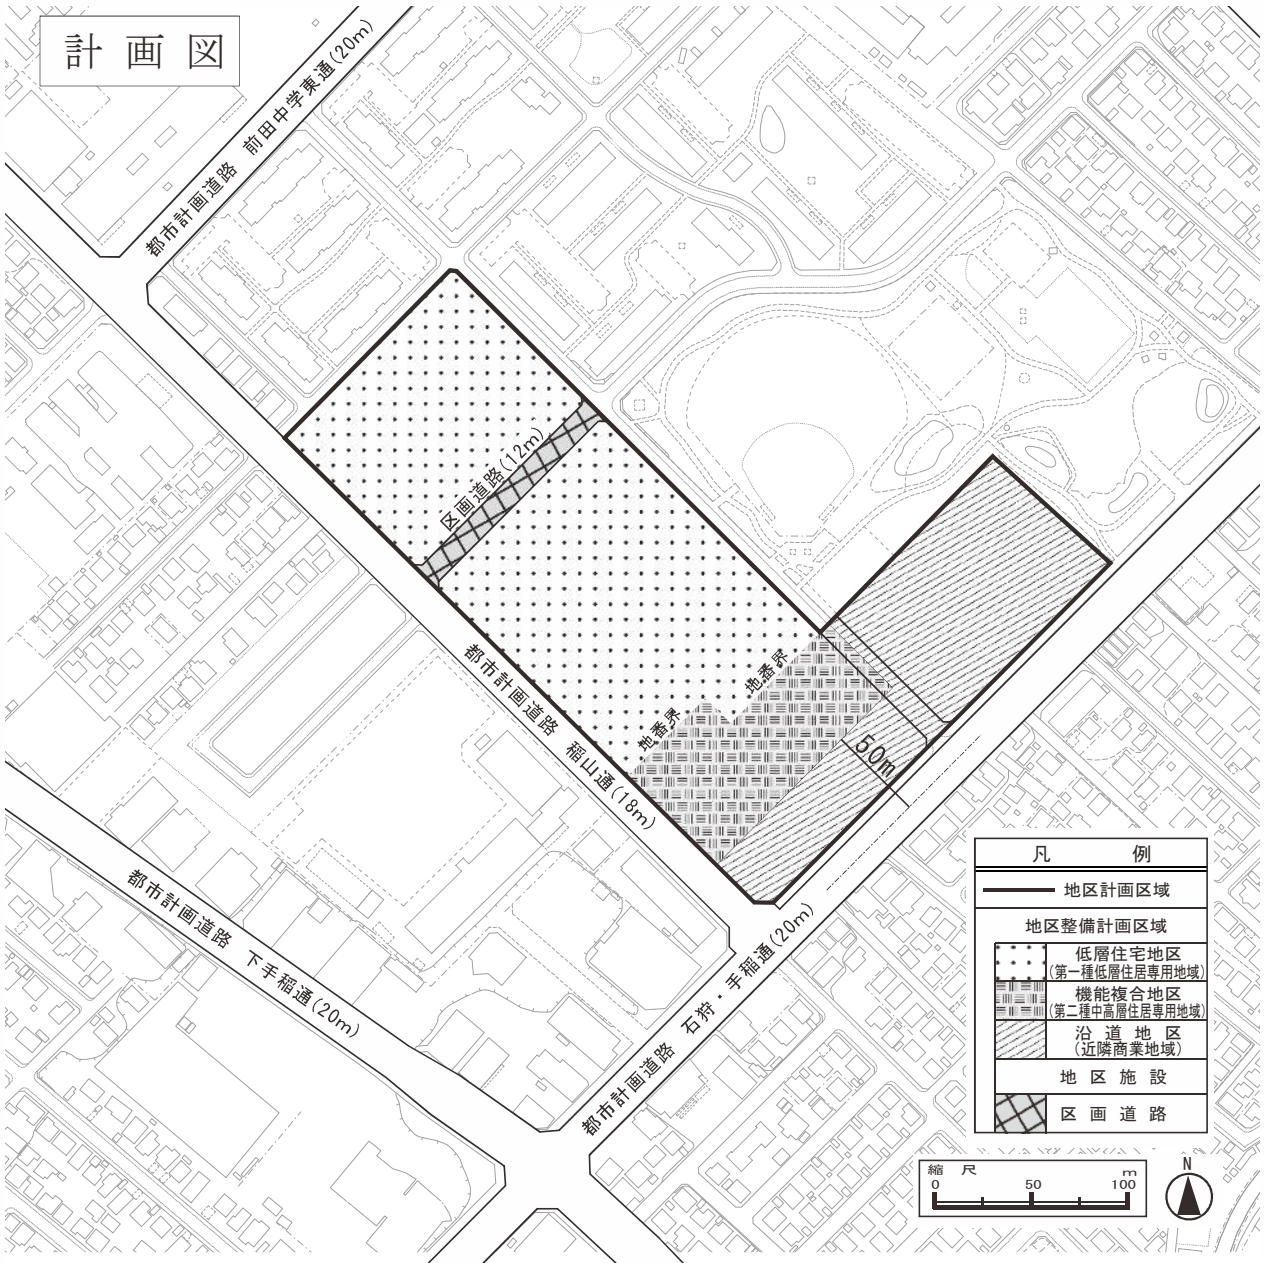 計画図
都市計画道路 前田中学東通(20m)
区画道路(12m)
地番界
地番界
都市計画道路 稲山通(18m)
50m
都市計画道路 下手稲通(20m)
都市計画道路 石狩・手稲通(20m)
凡例
地区計画区域
地区整備計画区域
低層住宅地区
(第一種低層住居専用地域)
機能複合地区
(第二種中高層住居専用地域)
沿道地区
(近隣商業地域)
地区施設
区画道路
縮尺 m
0 50 100
N